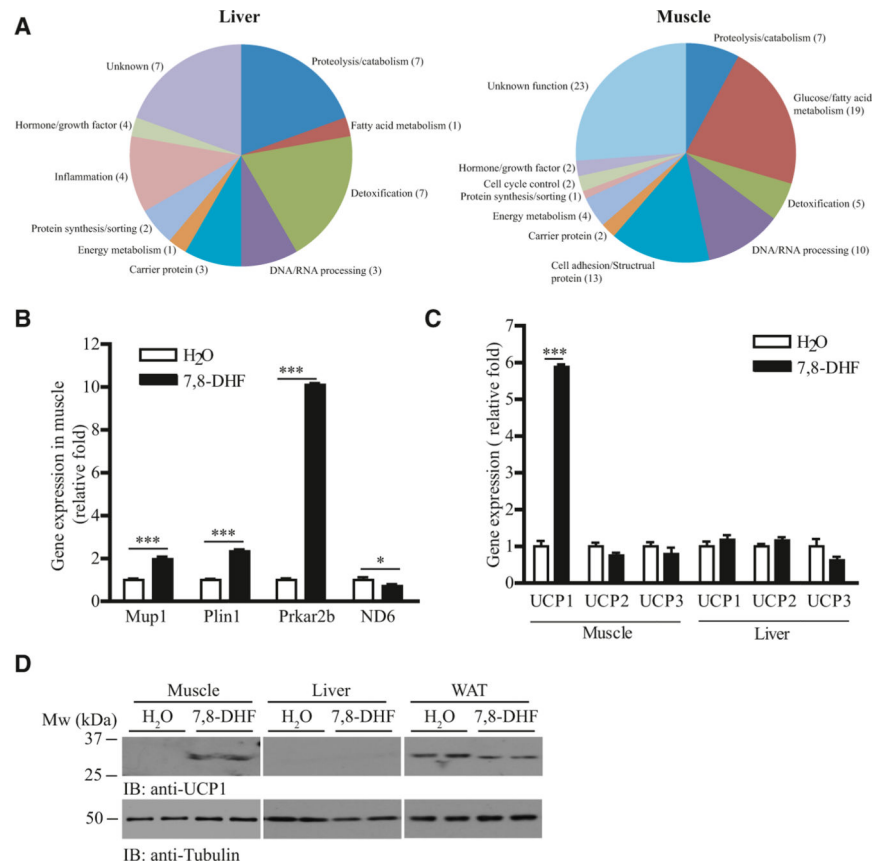 A
Liver
Muscle
Unknown (7)
Proteolysis/catabolism (7)
Hormone/growth factor (4)
Fatty acid metabolism (1)
Inflammation (4)
Detoxification (7)
Protein synthesis/sorting (2)
Energy metabolism (1)
Carrier protein (3)
DNA/RNA processing (3)
Proteolysis/catabolism (7)
Unknown function (23)
Glucose/fatty acid
metabolism (19)
Hormone/growth factor (2)
Cell cycle control (2)
Protein synthesis/sorting (1)
Detoxification (5)
Energy metabolism (4)
Carrier protein (2)
DNA/RNA processing (10)
Cell adhesion/Structrual
protein (13)
B
Gene expression in muscle
(relative fold)
12
10
8
6
4
2
0
H2O
7,8-DHF
***
***
***
*
Mup1 Plin1 Prkar2b ND6
C
Gene expression ( relative fold)
7
6
5
4
3
2
1
0
***
H2O
7,8-DHF
UCP1 UCP2 UCP3 UCP1 UCP2 UCP3
Muscle Liver
D
Muscle Liver WAT
Mw (kDa) H2O 7,8-DHF H2O 7,8-DHF H2O 7,8-DHF
37
25
IB: anti-UCP1
50
IB: anti-Tubulin